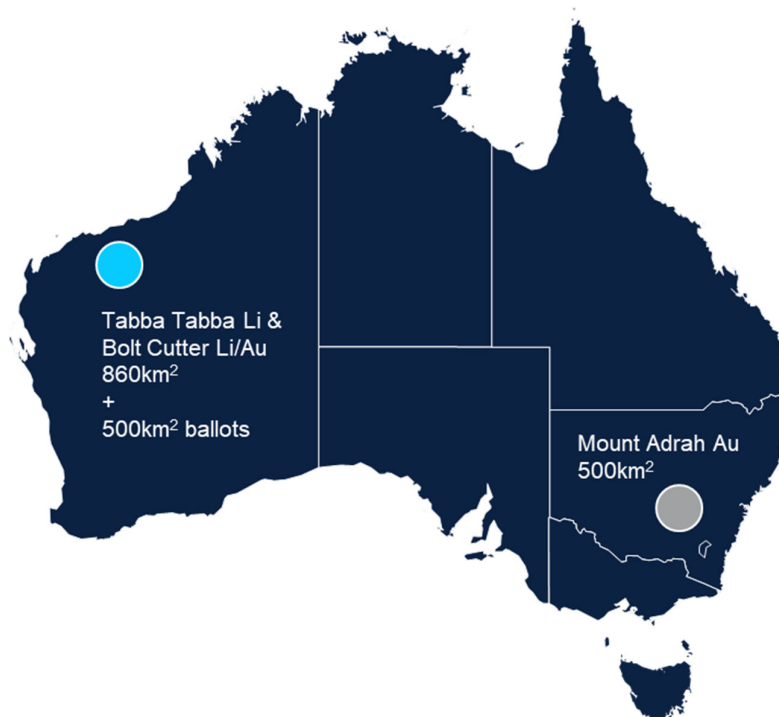 Tabba Tabba Li &
Bolt Cutter Li/Au
860km²
+
500km² ballots
Mount Adrah Au
500km²